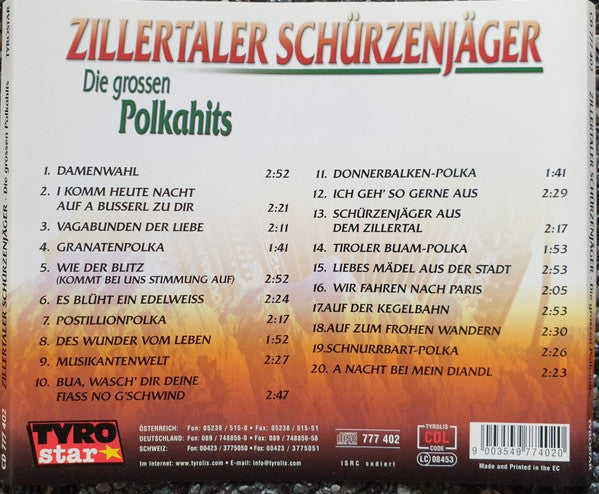 ZILLERTALER SCHÜRZENJÄGER
Die grossen
Polkahits
1. DAMENWAHL 2:52
2. I KOMM HEUTE NACHT
AUF A BUSSERL ZU DIR 2:21
3. VAGABUNDEN DER LIEBE 2:11
4. GRANATENPOLKA 1:41
5. WIE DER BLITZ
(KOMMT BEI UNS STIMMUNG AUF) 2:52
6. ES BLÜHT EIN EDELWEISS 2:24
7. POSTILLIONPOLKA 2:17
8. DES WUNDER VOM LEBEN 1:52
9. MUSIKANTENWELT 2:27
10. BUA, WASCH' DIR DEINE
FIASS NO G'SCHWIND 2:47
11. DONNERBALKEN-POLKA 1:41
12. ICH GEH' SO GERNE AUS 2:29
13. SCHÜRZENJÄGER AUS
DEM ZILLERTAL 2:17
14. TIROLER BUAM-POLKA 1:53
15. LIEBES MÄDEL AUS DER STADT 2:53
16. WIR FAHREN NACH PARIS 2:05
17.AUF DER KEGELBAHN 2:53
18.AUF ZUM FROHEN WANDERN 2:30
19.SCHNURRBART-POLKA 2:26
20. A NACHT BEI MEIN DIANDL 2:23
TYRO
star
ÖSTERREICH: Fon: 05238 / 515-0 • Fax: 05238 / 515-51
DEUTSCHLAND: Fon: 089 / 748856-0 • Fax: 089 / 748856-56
SCHWEIZ: Fon: 00423 / 3775050 • Fax: 00423 / 3775051
Im internet: www.tyrolis.com • E-mail: info@tyrolis.com
777 402
ISRC codiert
TYROLIS
CDL
CODE
LC 08453
9 003549 774020
Made and Printed in the EC
CD 777 402 ZILLERTALER SCHÜRZENJÄGER - Die grossen Polkahits TYROSTAR
CD 777 402 ZILLERTALER SCHÜRZENJÄGER